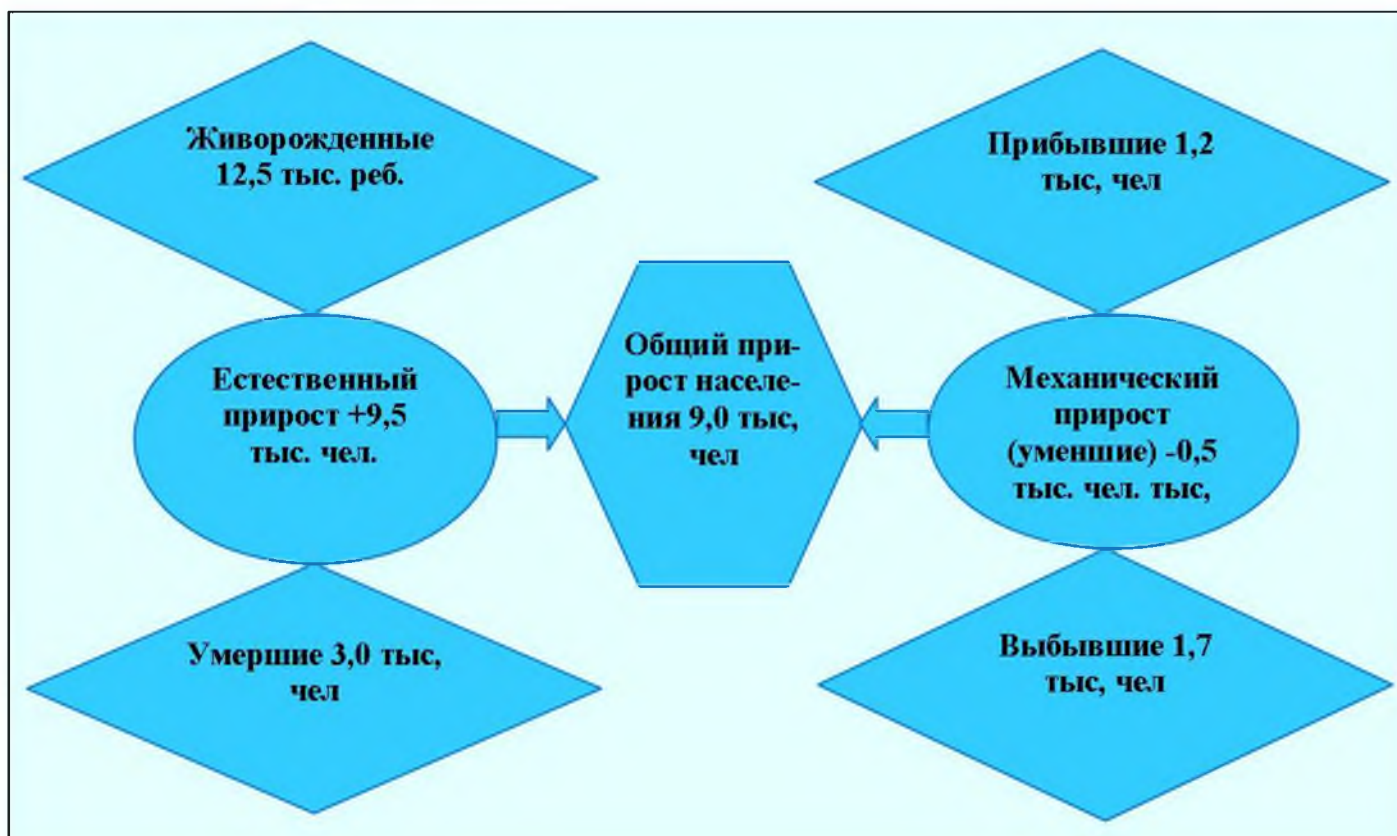 Живорожденные
12,5 тыс. реб.
Прибывшие 1,2
тыс, чел
Естественный
прирост +9,5
тыс. чел.
Общий при-
рост населе-
ния 9,0 тыс,
чел
Механический
прирост
(уменшие) -0,5
тыс. чел. тыс,
Умершие 3,0 тыс,
чел
Выбывшие 1,7
тыс, чел